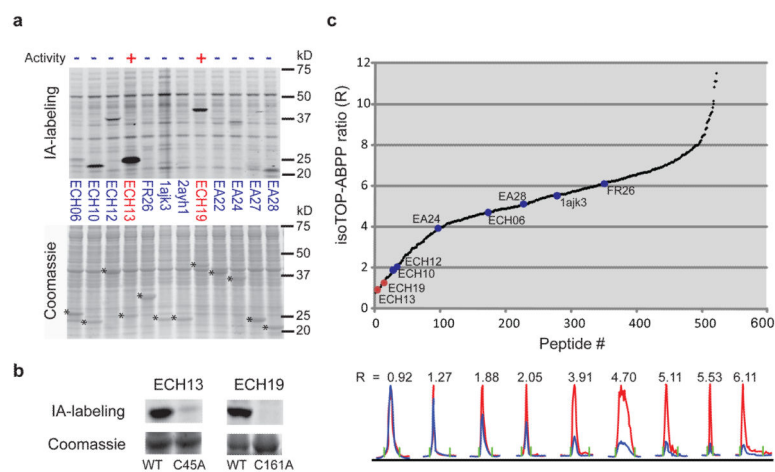 a
Activity - - - + - - - + - - - -
kD
75
50
37
25
20
IA-labeling
ECH06 ECH10 ECH12 ECH13 FR26 1ajk3 2ayh1 ECH19 EA22 EA24 EA27 EA28
kD
75
50
37
25
20
Coomassie
* * * * * * * * * * * *
b
ECH13 ECH19
IA-labeling
Coomassie
WT C45A WT C161A
c
isoTOP-ABPP ratio (R)
12
10
8
6
4
2
0
EA24
ECH06
EA28
1ajk3
FR26
ECH12
ECH10
ECH19
ECH13
0 100 200 300 400 500 600
Peptide #
R = 0.92 1.27 1.88 2.05 3.91 4.70 5.11 5.53 6.11